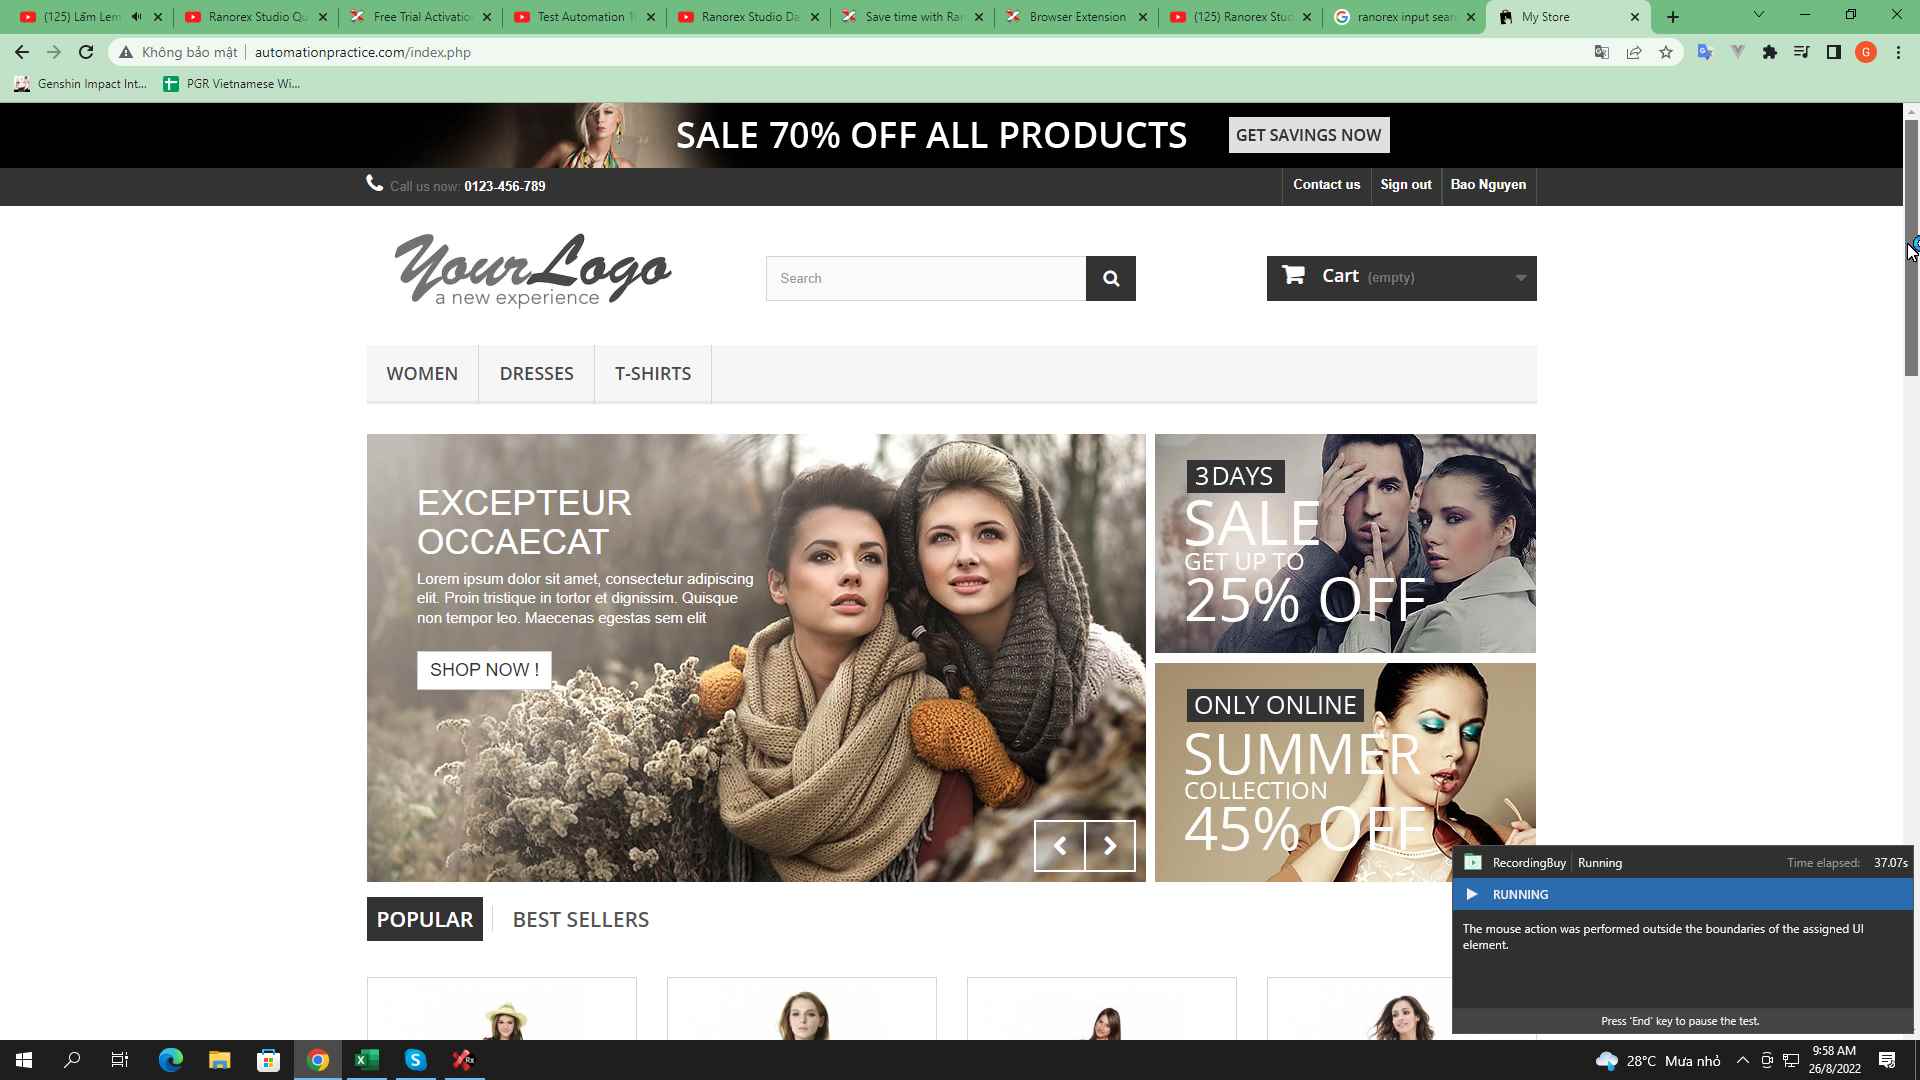 (125) Lấm Lem
Ranorex Studio Qu
Free Trial Activatio
Test Automation 1
Ranorex Studio Da
Save time with Ran
Browser Extension
(125) Ranorex Stud
ranorex input sear
My Store
Không bảo mật
automationpractice.com/index.php
G
Genshin Impact Int...
PGR Vietnamese Wi...
SALE 70% OFF ALL PRODUCTS
GET SAVINGS NOW
Call us now: 0123-456-789
Contact us
Sign out
Bao Nguyen
YourLogo
a new experience
Search
Cart (empty)
WOMEN
DRESSES
T-SHIRTS
EXCEPTEUR
OCCAECAT
Lorem ipsum dolor sit amet, consectetur adipiscing
elit. Proin tristique in tortor et dignissim. Quisque
non tempor leo. Maecenas egestas sem elit
SHOP NOW !
3 DAYS
SALE
GET UP TO
25% OFF
ONLY ONLINE
SUMMER
COLLECTION
45% OFF
POPULAR
BEST SELLERS
RecordingBuy
Running
Time elapsed: 37.07s
RUNNING
The mouse action was performed outside the boundaries of the assigned UI
element.
Press 'End' key to pause the test.
28°C Mưa nhỏ
9:58 AM
26/8/2022